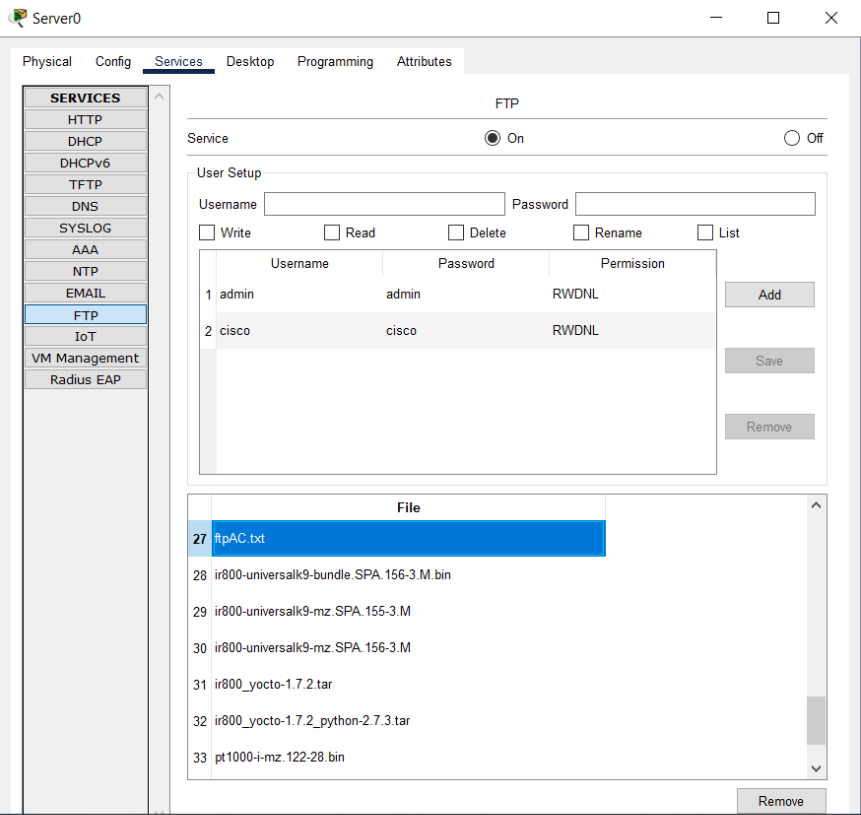 Server0
Physical Config Services Desktop Programming Attributes
SERVICES
HTTP
DHCP
DHCPv6
TFTP
DNS
SYSLOG
AAA
NTP
EMAIL
FTP
IoT
VM Management
Radius EAP
FTP
Service On Off
User Setup
Username Password
Write Read Delete Rename List
Username Password Permission
1 admin admin RWDNL
2 cisco cisco RWDNL
Add
Save
Remove
File
27 ftpAC.txt
28 ir800-universalk9-bundle.SPA.156-3.M.bin
29 ir800-universalk9-mz.SPA.155-3.M
30 ir800-universalk9-mz.SPA.156-3.M
31 ir800_yocto-1.7.2.tar
32 ir800_yocto-1.7.2_python-2.7.3.tar
33 pt1000-i-mz.122-28.bin
Remove